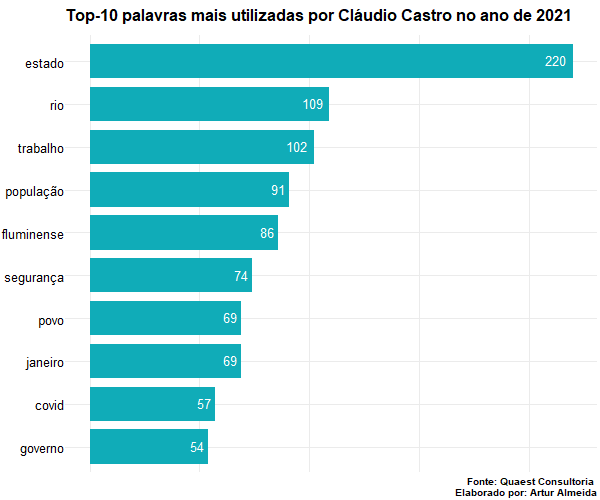 Top-10 palavras mais utilizadas por Cláudio Castro no ano de 2021
estado 220
rio 109
trabalho 102
população 91
fluminense 86
segurança 74
povo 69
janeiro 69
covid 57
governo 54
Fonte: Quaest Consultoria
Elaborado por: Artur Almeida